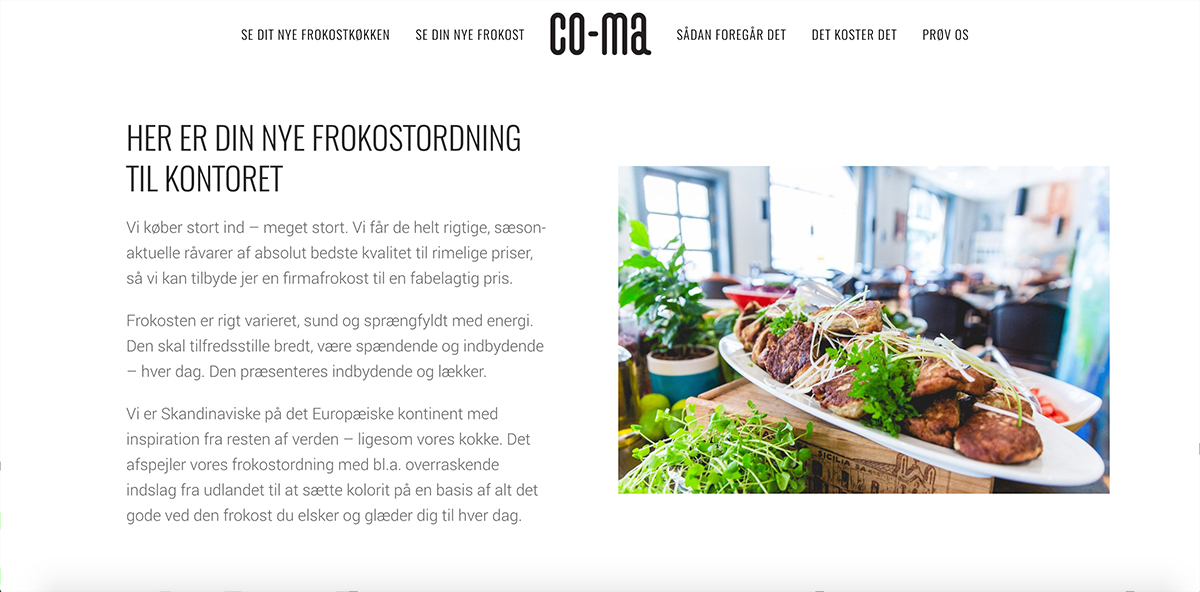 SE DIT NYE FROKOSTKØKKEN
SE DIN NYE FROKOST
co-ma
SÅDAN FOREGÅR DET
DET KOSTER DET
PRØV OS
HER ER DIN NYE FROKOSTORDNING
TIL KONTORET
Vi køber stort ind – meget stort. Vi får de helt rigtige, sæson-
aktuelle råvarer af absolut bedste kvalitet til rimelige priser,
så vi kan tilbyde jer en firmafrokost til en fabelagtig pris.
Frokosten er rigt varieret, sund og sprængfyldt med energi.
Den skal tilfredsstille bredt, være spændende og indbydende
– hver dag. Den præsenteres indbydende og lækker.
Vi er Skandinaviske på det Europæiske kontinent med
inspiration fra resten af verden – ligesom vores kokke. Det
afspejler vores frokostordning med bl.a. overraskende
indslag fra udlandet til at sætte kolorit på en basis af alt det
gode ved den frokost du elsker og glæder dig til hver dag.
SICILIA